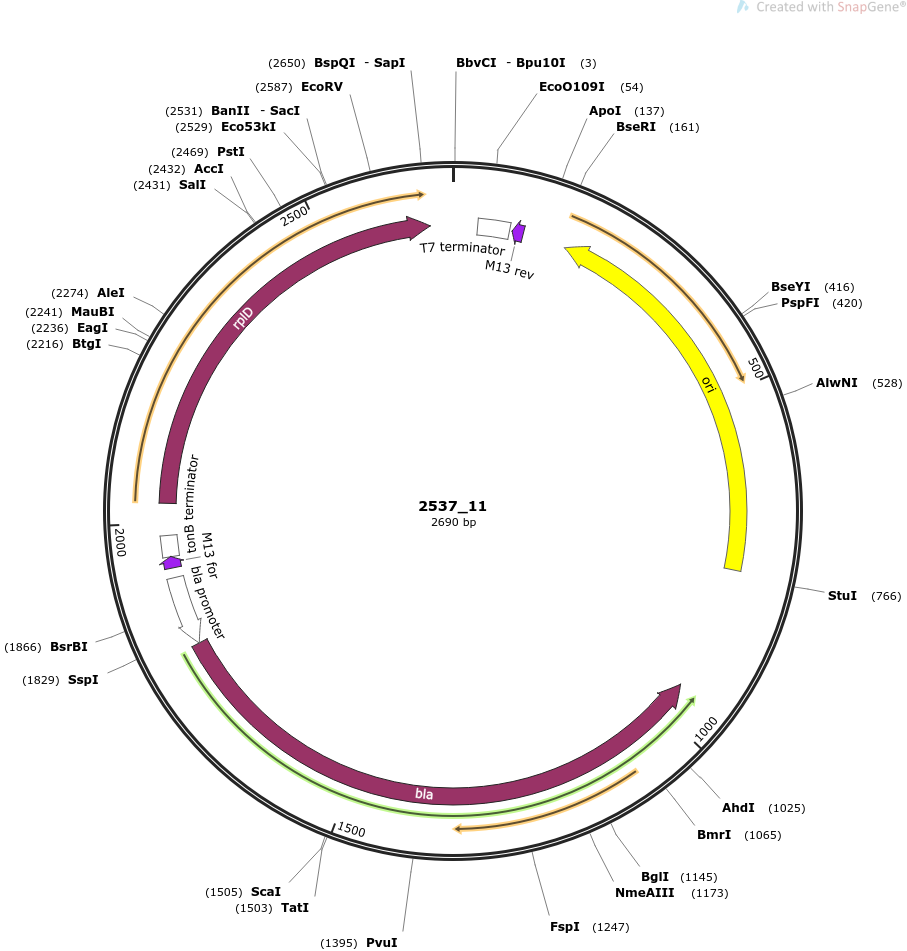 Created with SnapGene®
(2650) BspQI - SapI
BbvCI - Bpu10I (3)
(2587) EcoRV
EcoO109I (54)
(2531) BanII - SacI
ApoI (137)
(2529) Eco53kI
BseRI (161)
(2469) PstI
(2432) AccI
(2431) SalI
2500
T7 terminator
M13 rev
(2274) AleI
BseYI (416)
(2241) MauBI
PspFI (420)
(2236) EagI
rplD
(2216) BtgI
500
ori
AlwNI (528)
2537_11
2690 bp
tonB terminator
2000
M13 for
bla promoter
StuI (766)
(1866) BsrBI
(1829) SspI
1000
bla
AhdI (1025)
1500
BmrI (1065)
BglI (1145)
(1505) ScaI
NmeAIII (1173)
(1503) TatI
FspI (1247)
(1395) PvuI